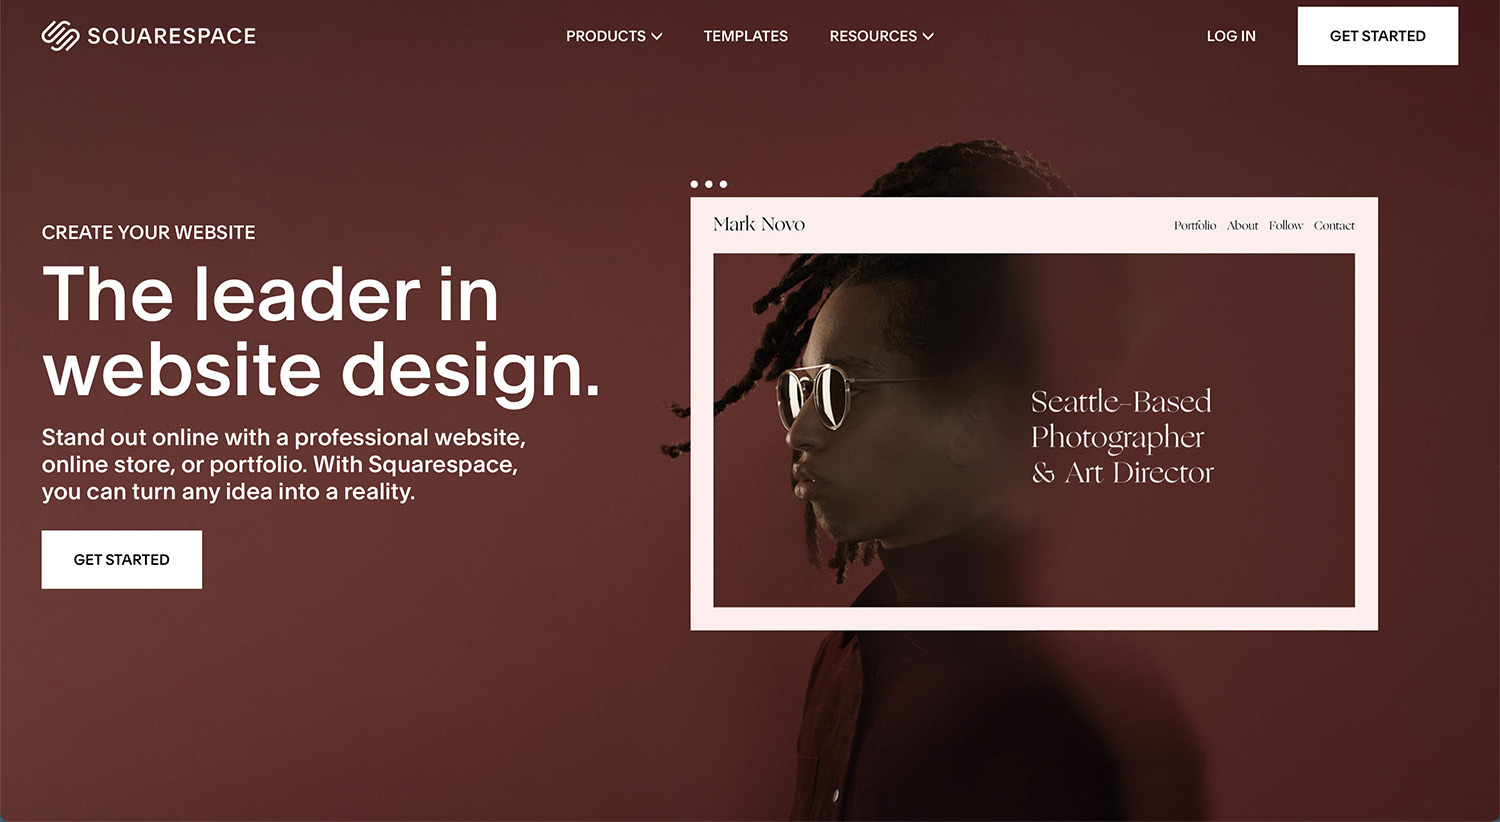 SQUARESPACE
PRODUCTS
TEMPLATES
RESOURCES
LOG IN
GET STARTED
CREATE YOUR WEBSITE
The leader in
website design.
Stand out online with a professional website,
online store, or portfolio. With Squarespace,
you can turn any idea into a reality.
GET STARTED
Mark Novo
Portfolio About Follow Contact
Seattle-Based
Photographer
& Art Director